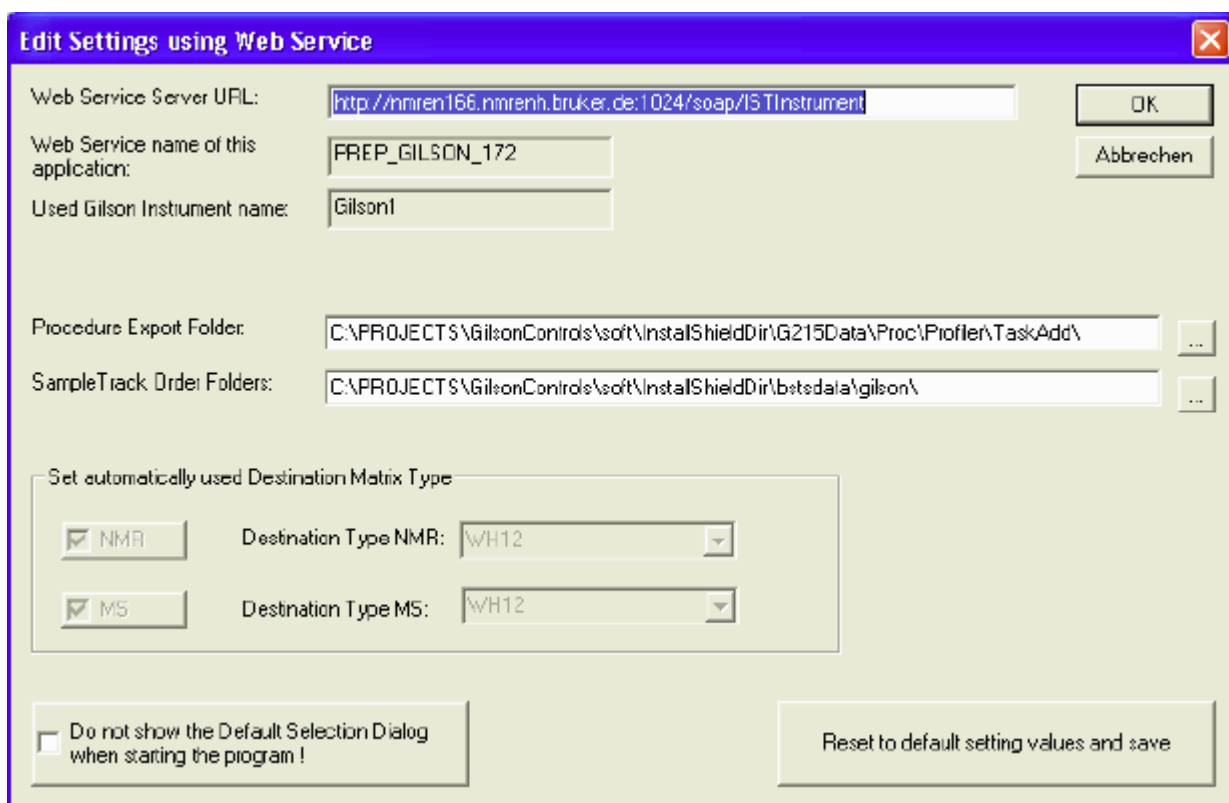 Edit Settings using Web Service
Web Service Server URL:
http://nmren166.nmrenh.bruker.de:1024/soap/ISTInstrument
OK
Web Service name of this
application:
PREP_GILSON_172
Abbrechen
Used Gilson Instrument name:
Gilson1
Procedure Export Folder:
C:\PROJECTS\GilsonControls\soft\InstallShieldDir\G215Data\Proc\Profiler\TaskAdd\
...
SampleTrack Order Folders:
C:\PROJECTS\GilsonControls\soft\InstallShieldDir\bstsdata\gilson\
...
Set automatically used Destination Matrix Type
NMR
Destination Type NMR:
WH12
MS
Destination Type MS:
WH12
Do not show the Default Selection Dialog
when starting the program !
Reset to default setting values and save